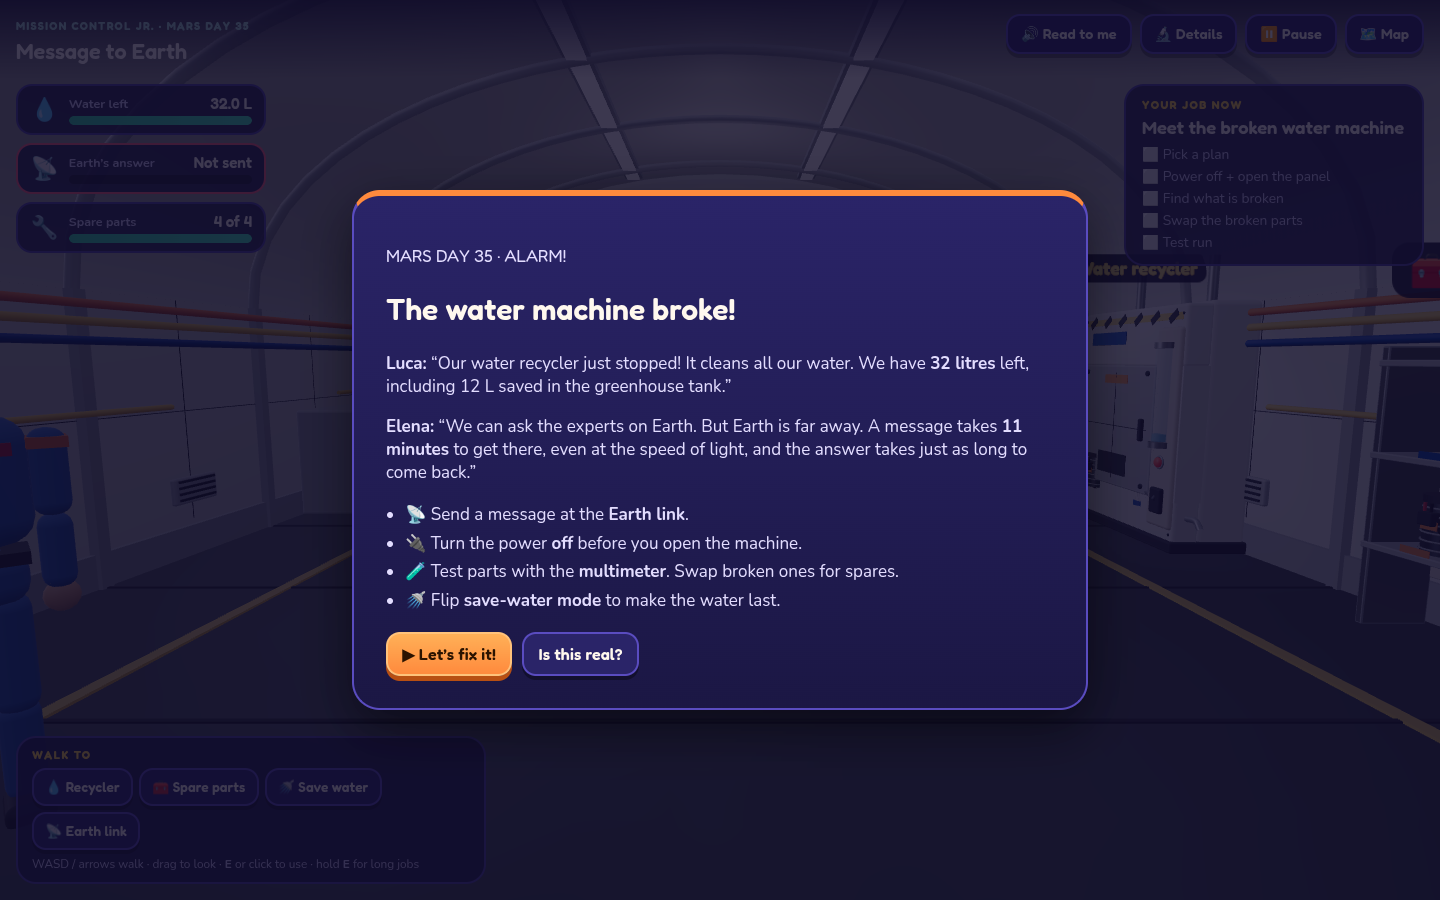 MISSION CONTROL JR. · MARS DAY 35
Message to Earth
🔊 Read to me
🔬 Details
⏸ Pause
🗺️ Map
Water left
32.0 L
Earth's answer
Not sent
Spare parts
4 of 4
YOUR JOB NOW
Meet the broken water machine
Pick a plan
Power off + open the panel
Find what is broken
Swap the broken parts
Test run
Water recycler
MARS DAY 35 · ALARM!
The water machine broke!
Luca: “Our water recycler just stopped! It cleans all our water. We have 32 litres left,
including 12 L saved in the greenhouse tank.”
Elena: “We can ask the experts on Earth. But Earth is far away. A message takes 11
minutes to get there, even at the speed of light, and the answer takes just as long to
come back.”
• 📡 Send a message at the Earth link.
• 🔌 Turn the power off before you open the machine.
• 🧪 Test parts with the multimeter. Swap broken ones for spares.
• 🚿 Flip save-water mode to make the water last.
▶ Let's fix it!
Is this real?
WALK TO
💧 Recycler
🧰 Spare parts
🚿 Save water
📡 Earth link
WASD / arrows walk · drag to look · E or click to use · hold E for long jobs